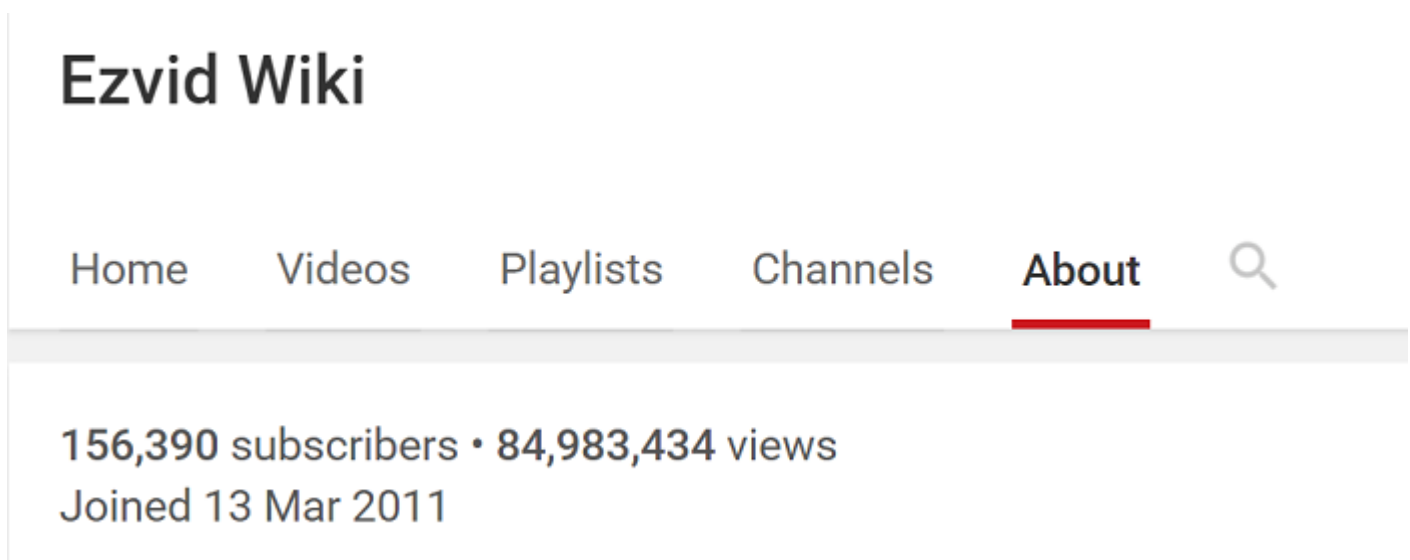 Ezvid Wiki
Home Videos Playlists Channels About
156,390 subscribers • 84,983,434 views
Joined 13 Mar 2011